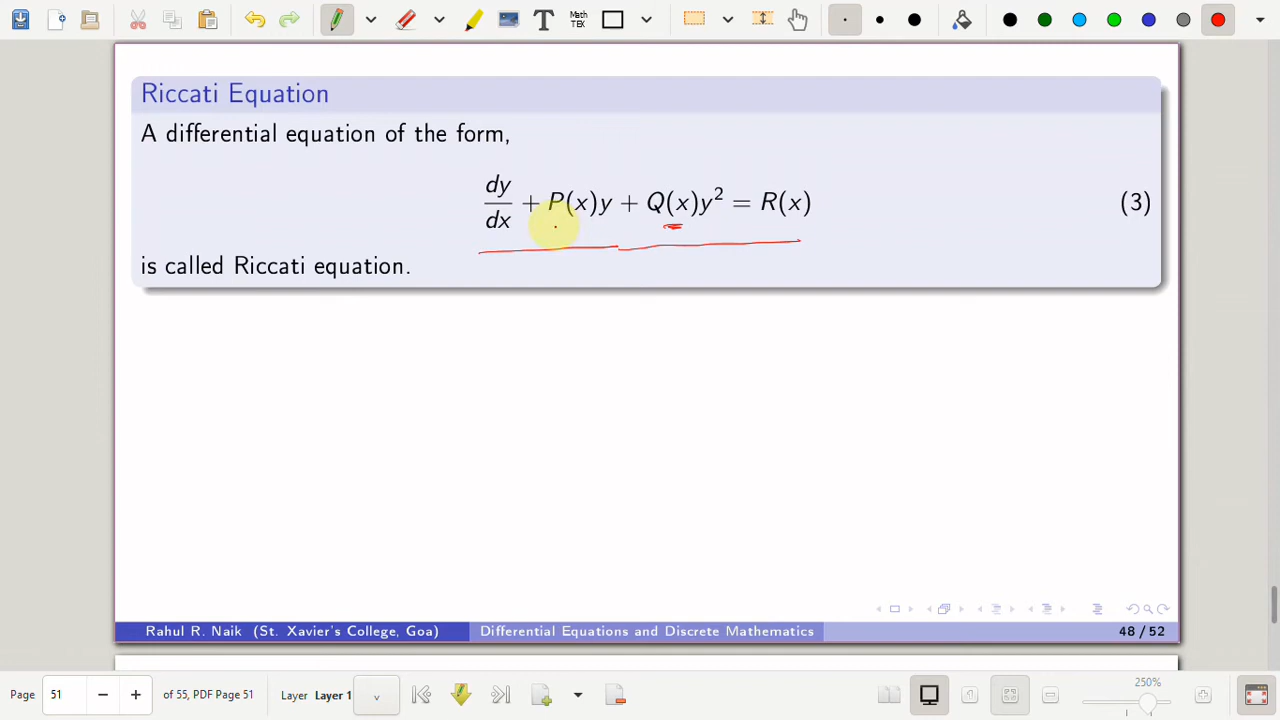 Math
TEX
Riccati Equation
A differential equation of the form,
dy/dx + P(x)y + Q(x)y² = R(x) (3)
is called Riccati equation.
Rahul R. Naik (St. Xavier's College, Goa) Differential Equations and Discrete Mathematics 48 / 52
Page 51 of 55, PDF Page 51 Layer Layer 1 250%